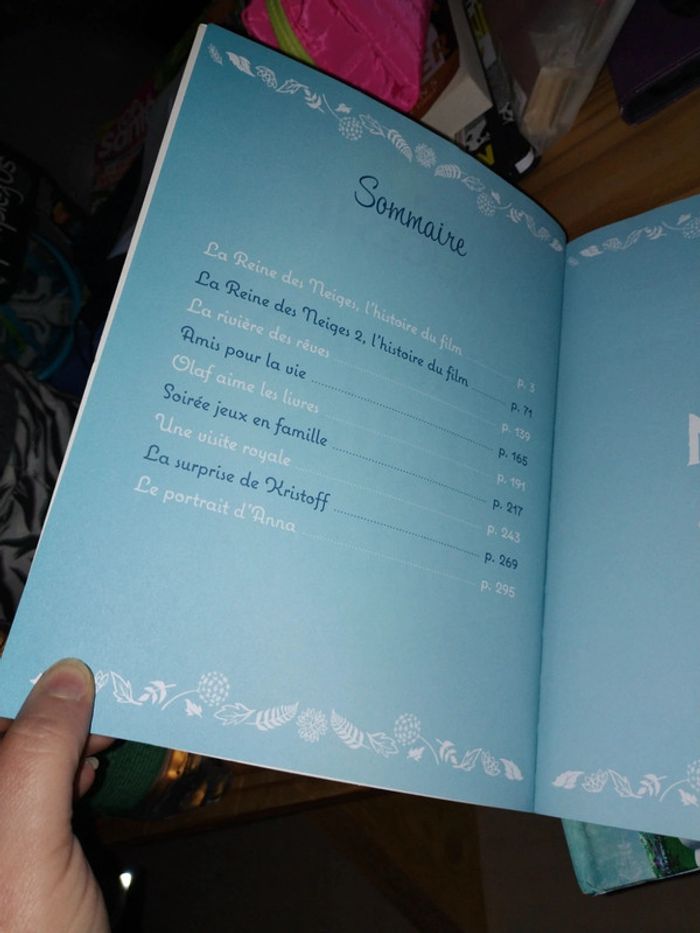 Sommaire
La Reine des Neiges, l'histoire du film p. 3
La Reine des Neiges 2, l'histoire du film p. 71
La rivière des rêves p. 139
Amis pour la vie p. 165
Olaf aime les livres p. 191
Soirée jeux en famille p. 217
Une visite royale p. 243
La surprise de Kristoff p. 269
Le portrait d'Anna p. 295